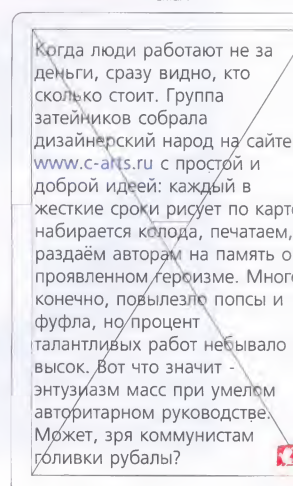 Когда люди работают не за
деньги, сразу видно, кто
сколько стоит. Группа
затейников собрала
дизайнерский народ на сайте
www.c-arts.ru с простой и
доброй идеей: каждый в
жесткие сроки рисует по карте
набирается колода, печатаем,
раздаём авторам на память о
проявленном героизме. Много
конечно, повылезло попсы и
фуфла, но процент
талантливых работ небывало
высок. Вот что значит -
энтузиазм масс при умелом
авторитарном руководстве.
Может, зря коммунистам
голивки рубалы?